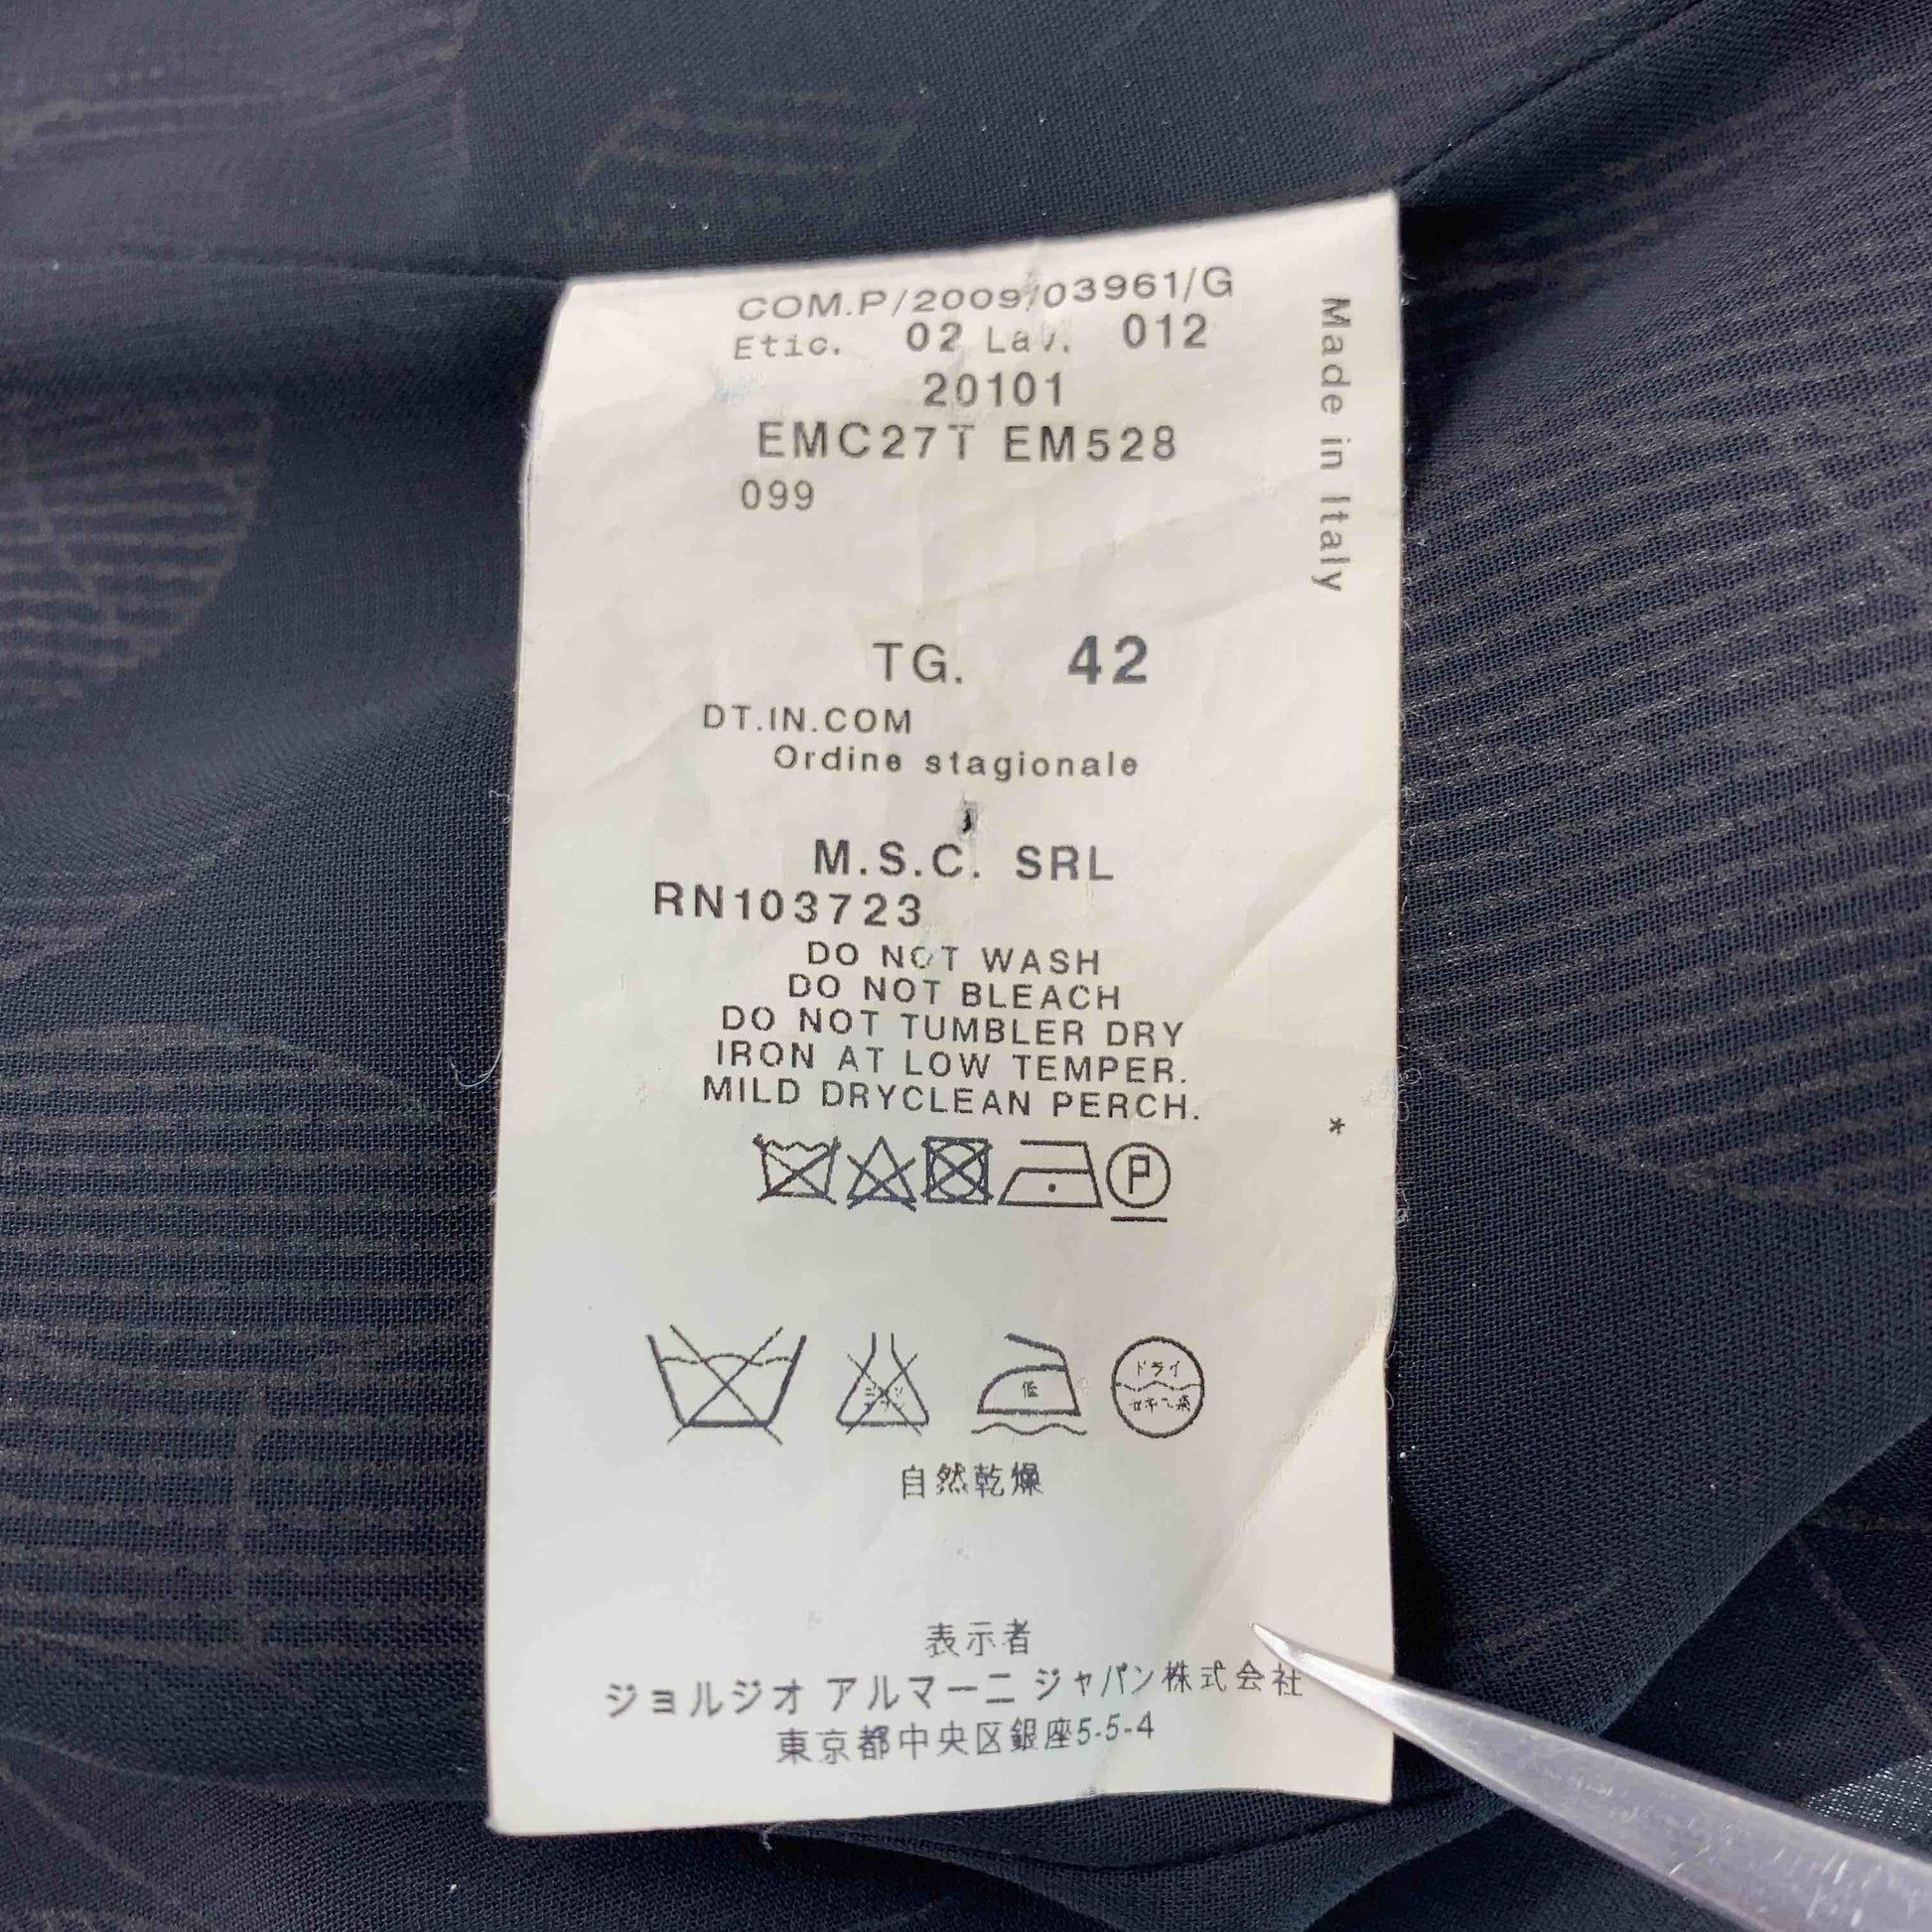 COM.P/2009/03961/G
Etic. 02 Lav. 012
20101
EMC27T EM528
099
Made in Italy
TG. 42
DT.IN.COM
Ordine stagionale
M.S.C. SRL
RN103723
DO NOT WASH
DO NOT BLEACH
DO NOT TUMBLER DRY
IRON AT LOW TEMPER.
MILD DRYCLEAN PERCH.
*
P
低
ドライ
自然乾燥
表示者
ジョルジオ アルマーニ ジャパン株式会社
東京都中央区銀座5-5-4